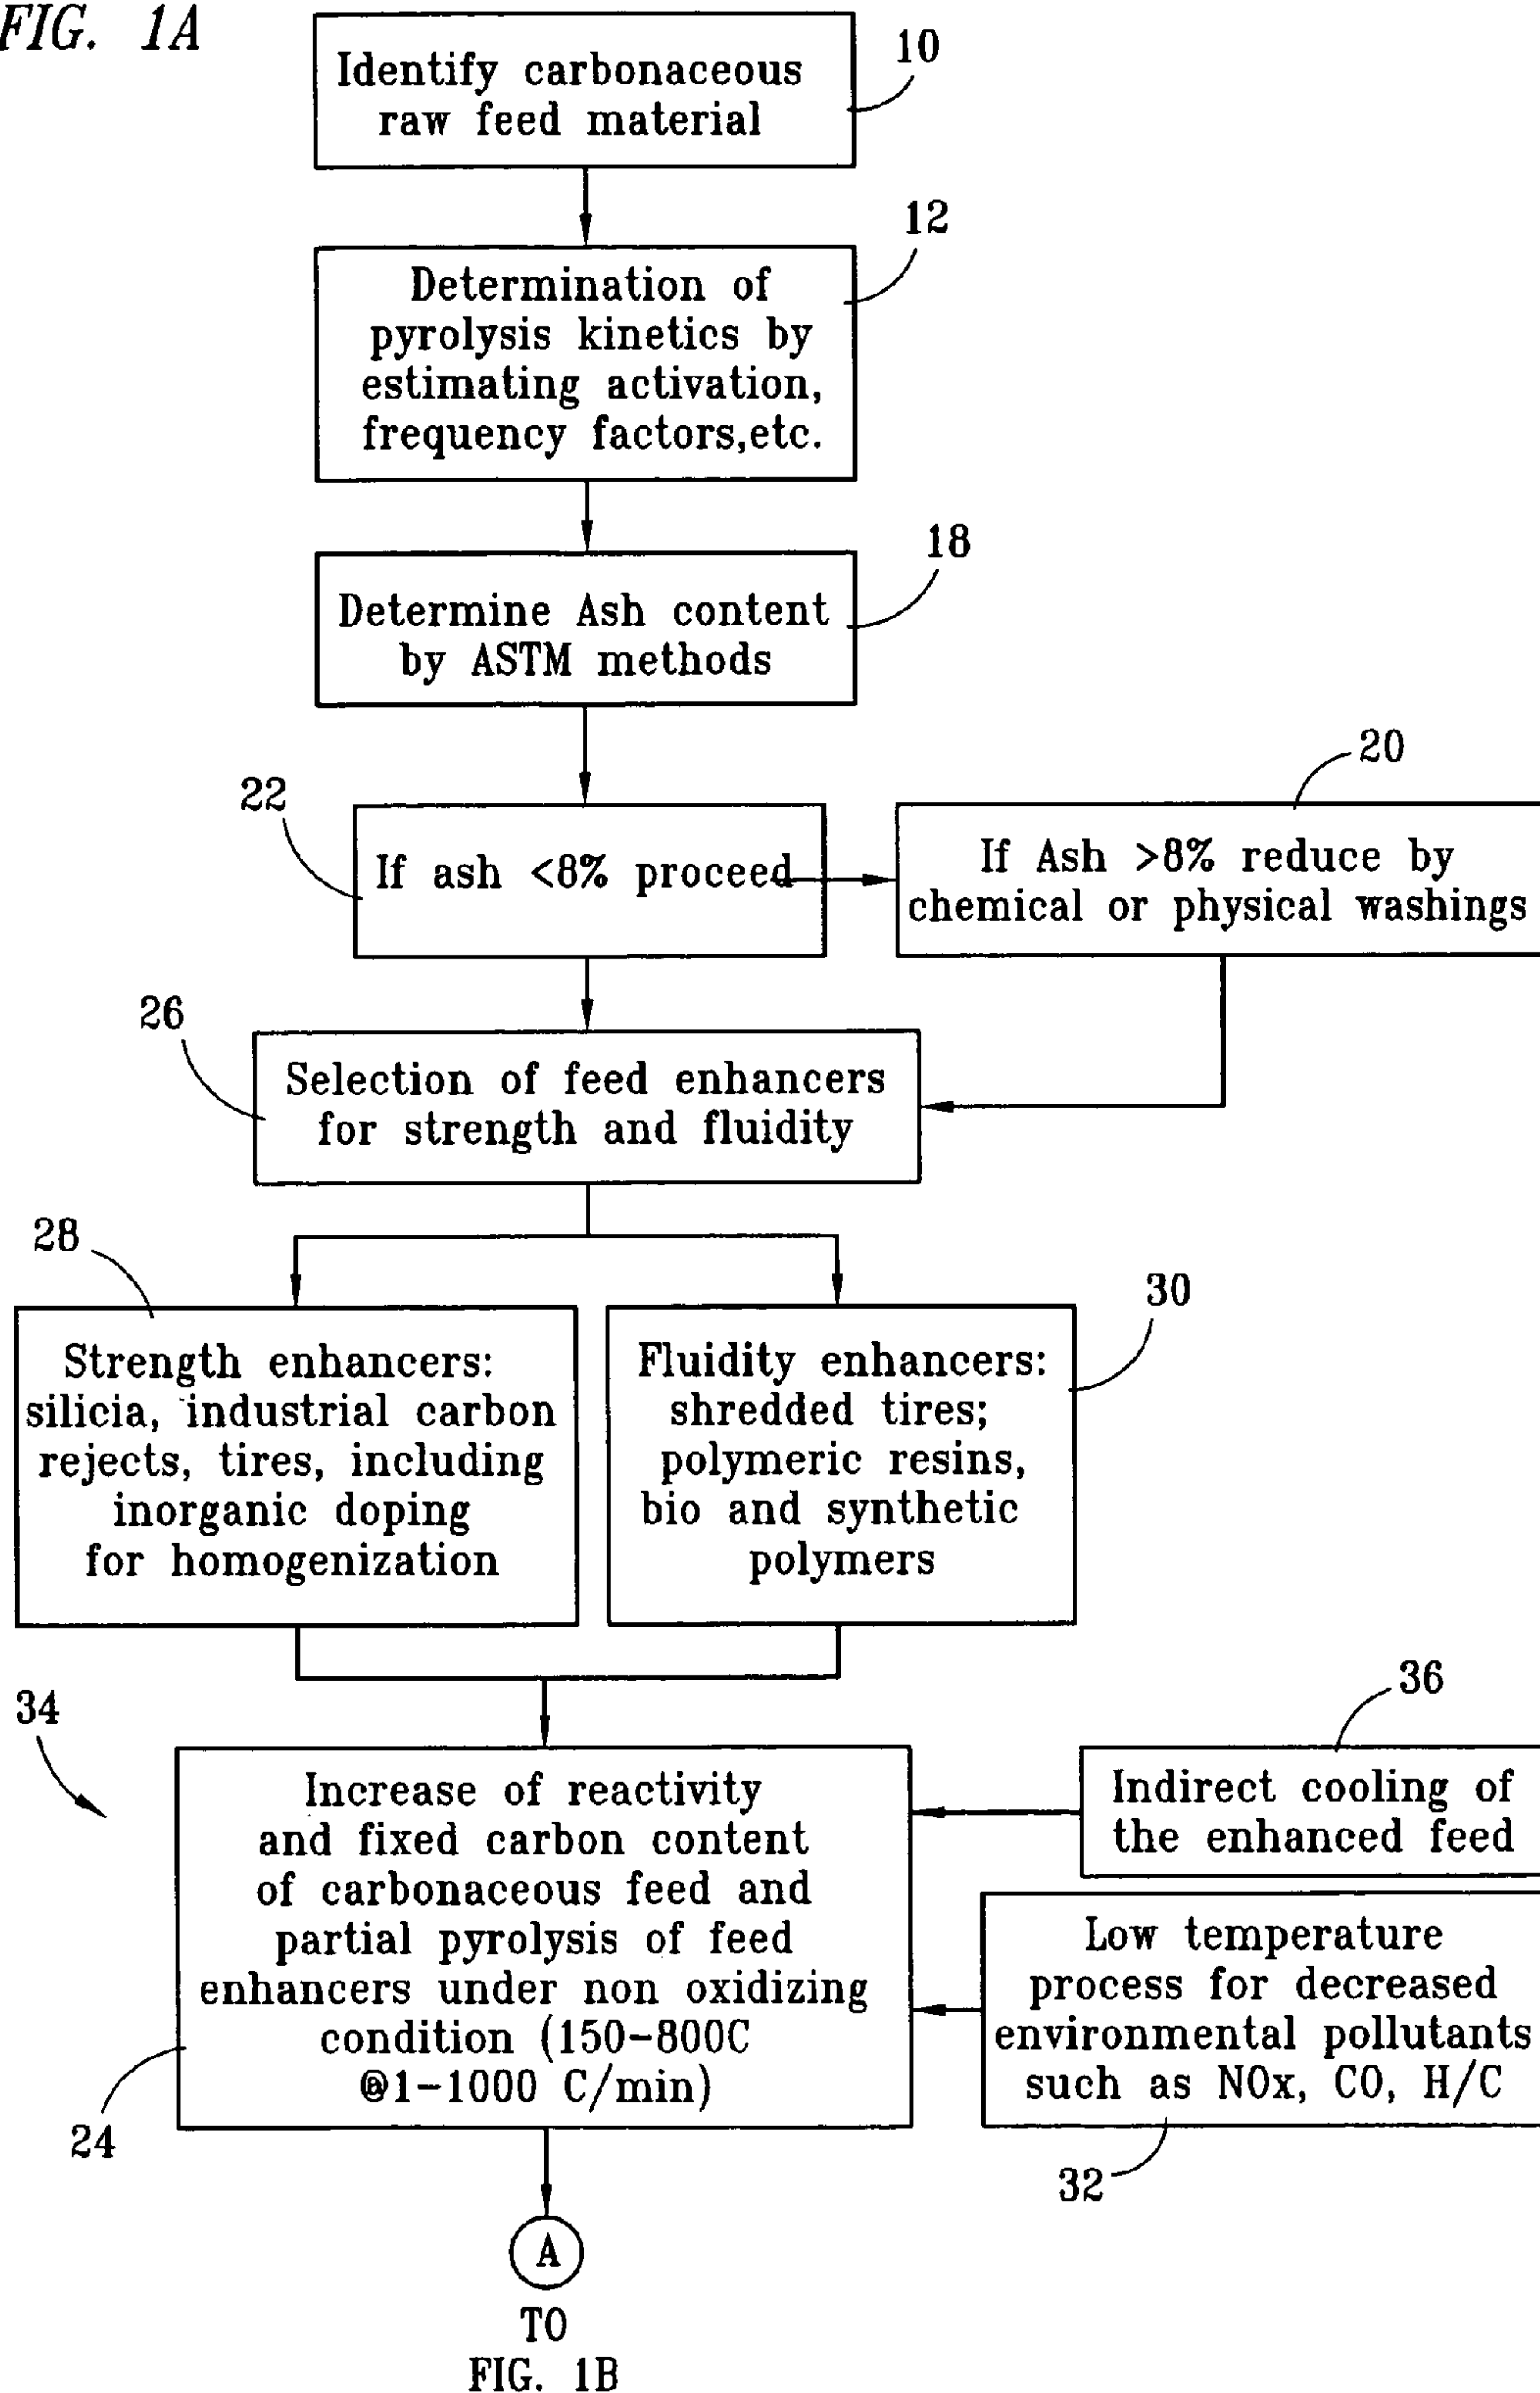 FIG. 1A
Identify carbonaceous
raw feed material
10
12
Determination of
pyrolysis kinetics by
estimating activation,
frequency factors,etc.
18
Determine Ash content
by ASTM methods
22
If ash <8% proceed
20
If Ash >8% reduce by
chemical or physical washings
26
Selection of feed enhancers
for strength and fluidity
28
Strength enhancers:
silicia, industrial carbon
rejects, tires, including
inorganic doping
for homogenization
30
Fluidity enhancers:
shredded tires;
polymeric resins,
bio and synthetic
polymers
34
Increase of reactivity
and fixed carbon content
of carbonaceous feed and
partial pyrolysis of feed
enhancers under non oxidizing
condition (150-800C
@1-1000 C/min)
24
36
Indirect cooling of
the enhanced feed
Low temperature
process for decreased
environmental pollutants
such as NOx, CO, H/C
32
A
TO
FIG. 1B